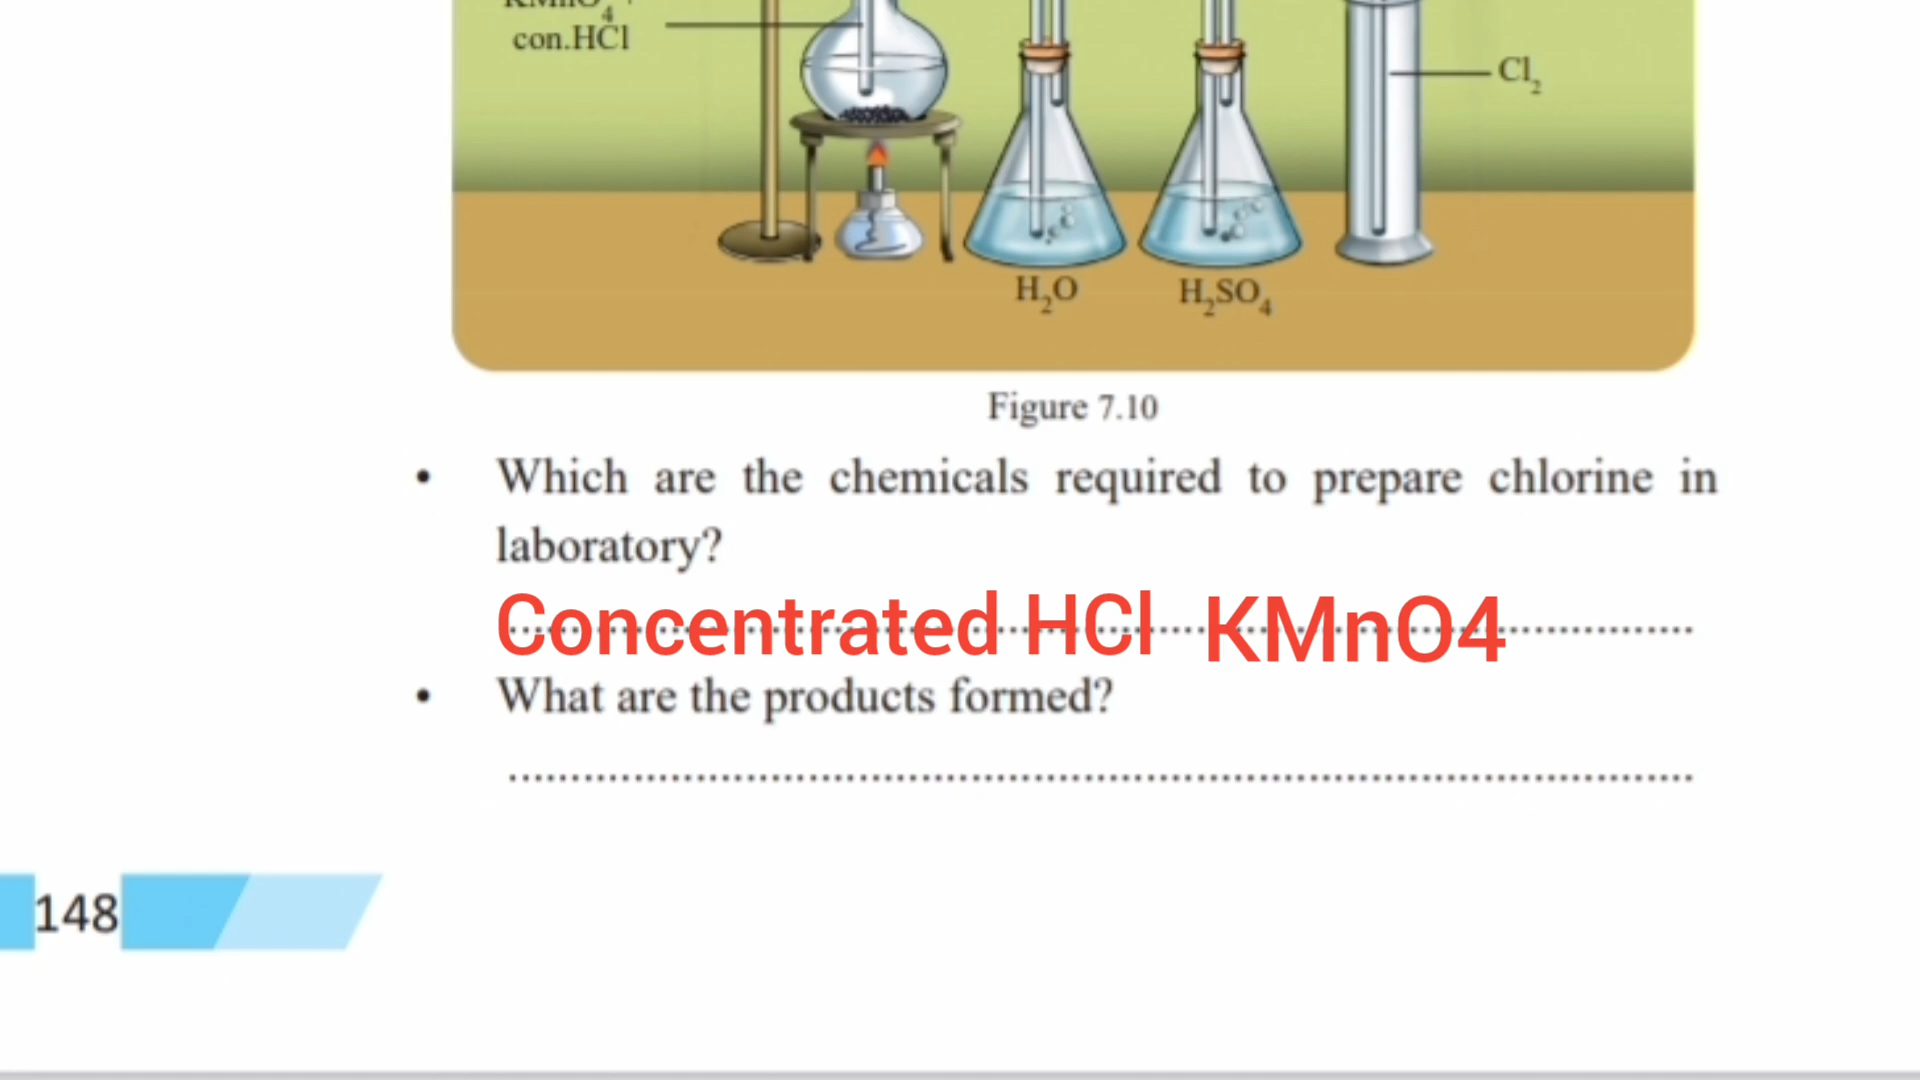 KMnO4 +
con.HCl
Cl2
H2O
H2SO4
Figure 7.10
• Which are the chemicals required to prepare chlorine in
laboratory?
Concentrated HCl KMnO4
• What are the products formed?
148